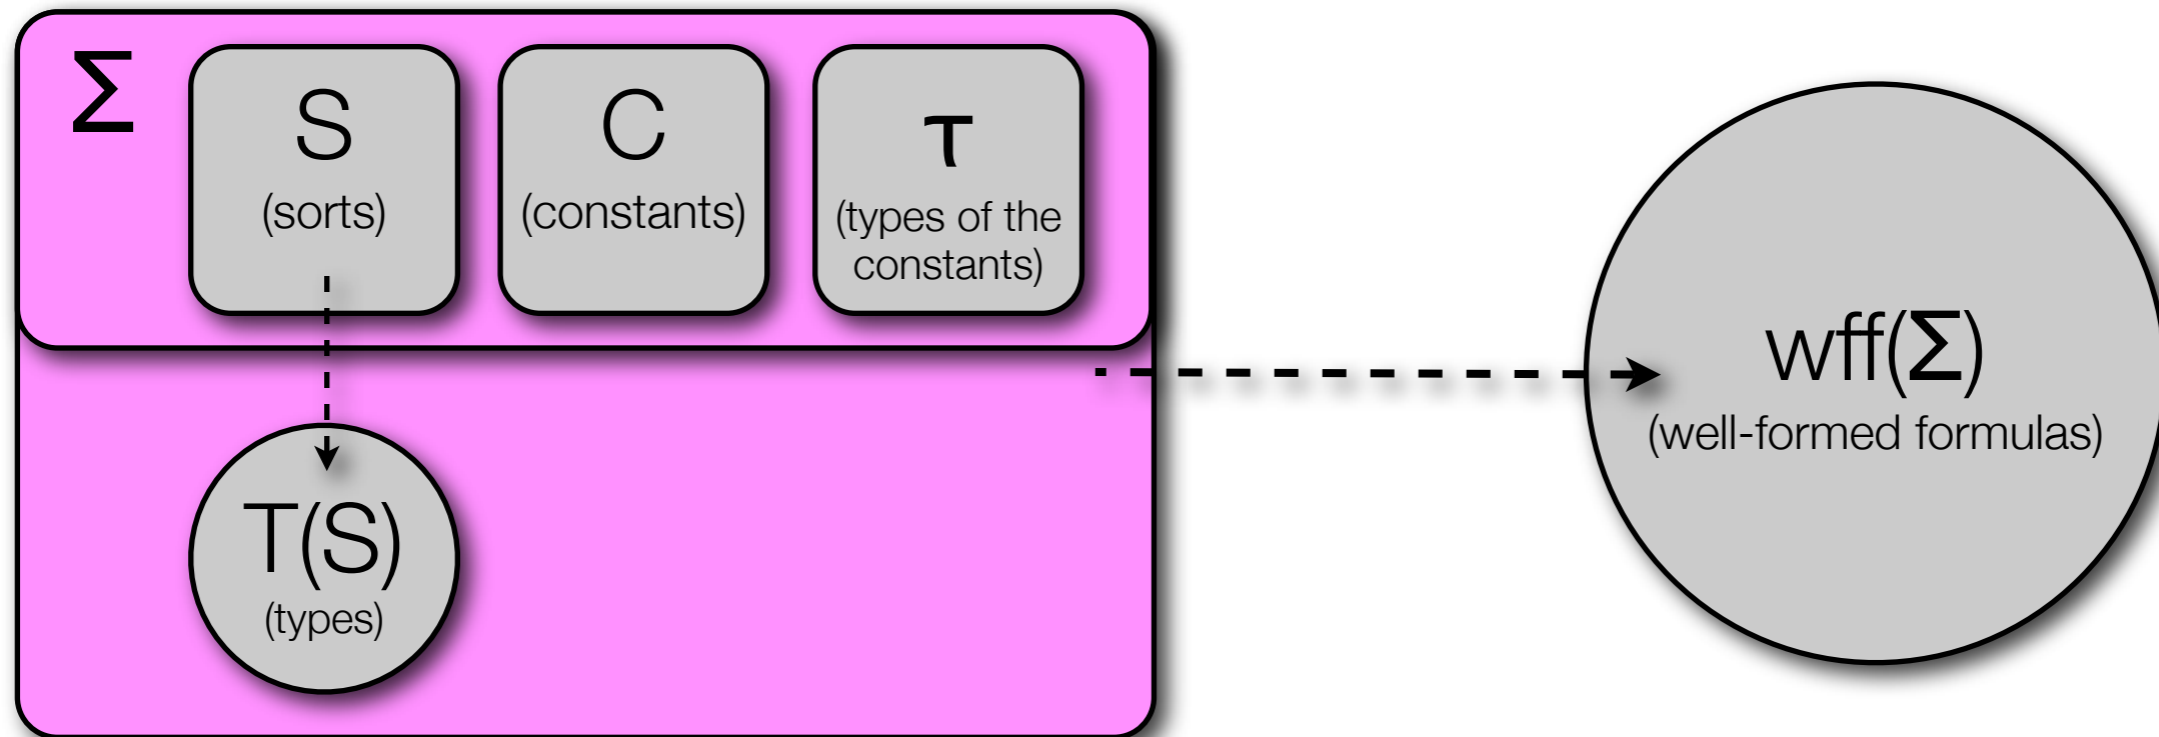 Σ
S
(sorts)
C
(constants)
τ
(types of the
constants)
T(S)
(types)
wff(Σ)
(well-formed formulas)